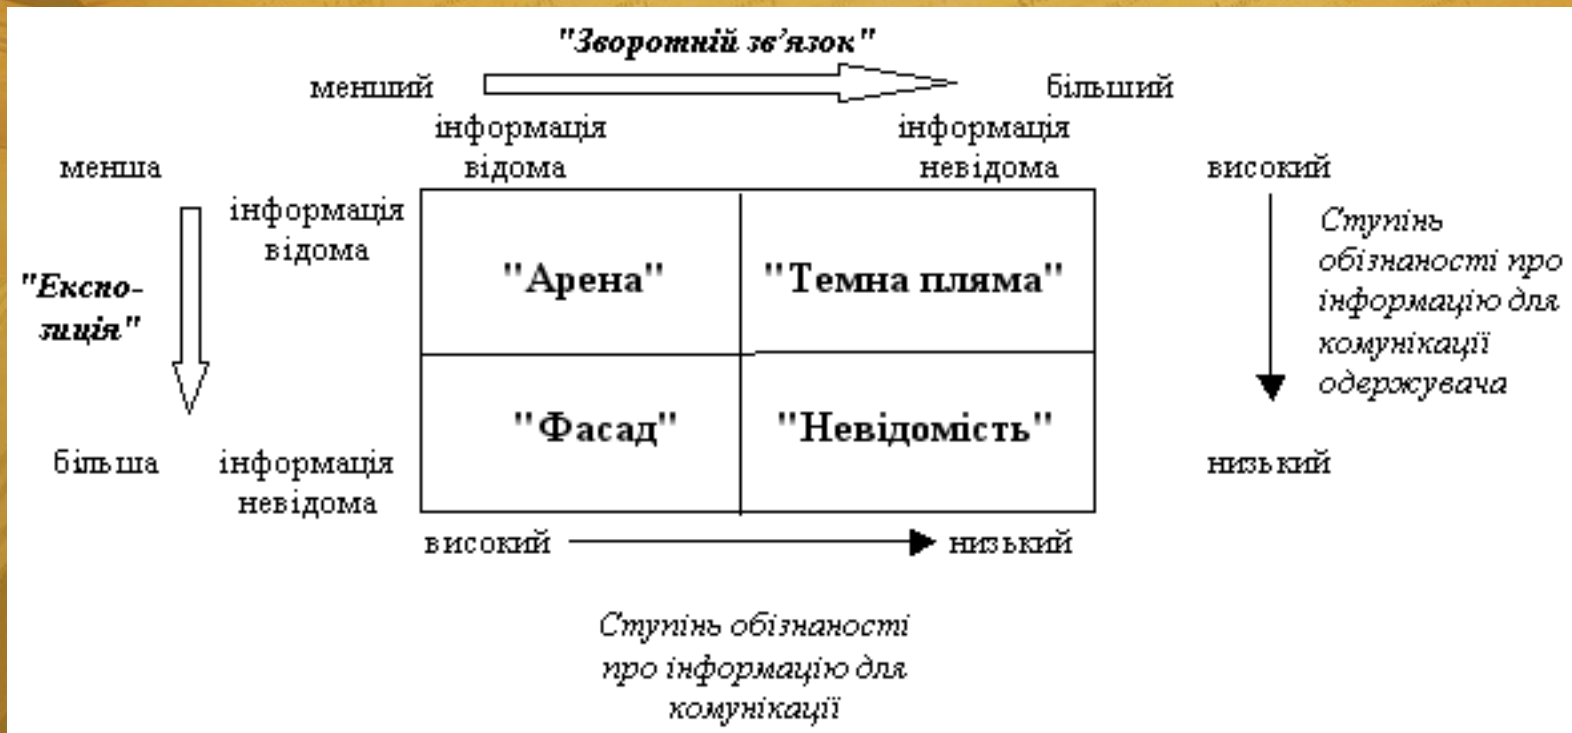 "Зворотній зв’язок"
менший
більший
інформація
відома
інформація
невідома
менша
високий
інформація
відома
"Експо-
зиція"
"Арена"
"Темна пляма"
Ступінь
обізнаності про
інформацію для
комунікації
одержувача
"Фасад"
"Невідомість"
більша
інформація
невідома
низький
високий
низький
Ступінь обізнаності
про інформацію для
комунікації